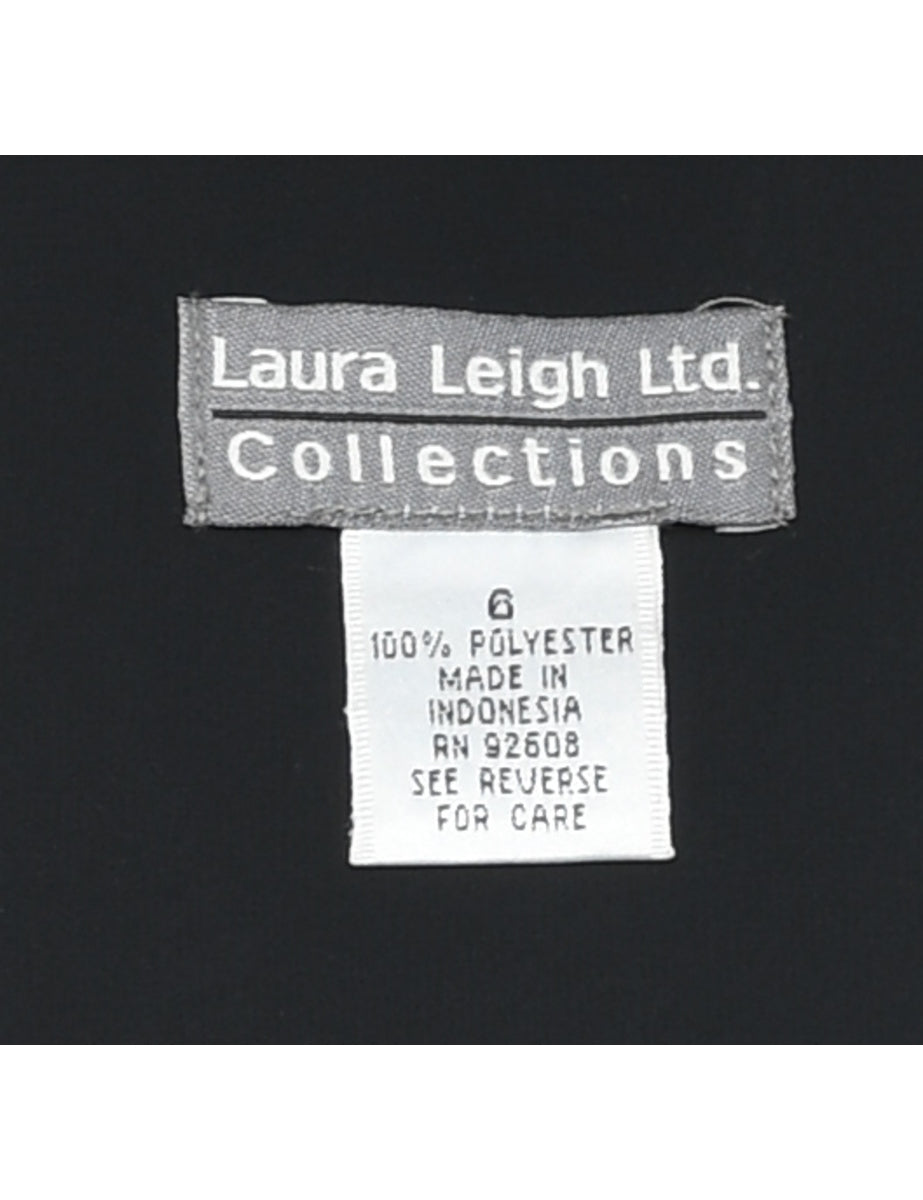 Laura Leigh Ltd.
Collections
6
100% POLYESTER
MADE IN
INDONESIA
RN 92608
SEE REVERSE
FOR CARE